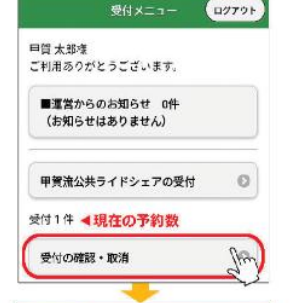 受付メニュー
ログアウト
甲賀 太郎様
ご利用ありがとうございます。
■運営からのお知らせ 0件
(お知らせはありません)
甲賀流公共ライドシェアの受付
受付1件 ◀現在の予約数
受付の確認・取消